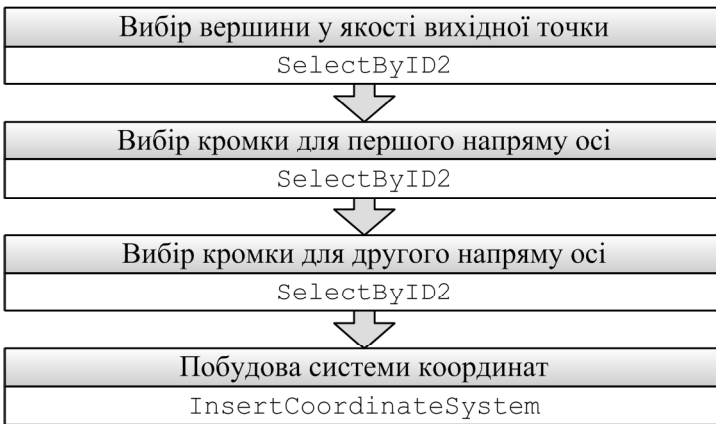 Вибір вершини у якості вихідної точки
SelectByID2
Вибір кромки для першого напряму осі
SelectByID2
Вибір кромки для другого напряму осі
SelectByID2
Побудова системи координат
InsertCoordinateSystem